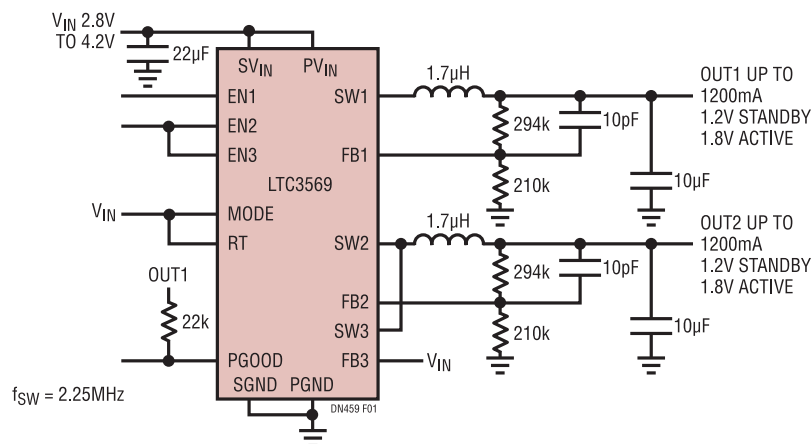 VIN 2.8V
TO 4.2V
22µF
SVIN
PVIN
EN1
EN2
EN3
LTC3569
VIN
MODE
RT
OUT1
22k
PGOOD
SGND
PGND
fSW = 2.25MHz
SW1
1.7µH
294k
10pF
FB1
210k
10µF
OUT1 UP TO
1200mA
1.2V STANDBY
1.8V ACTIVE
SW2
1.7µH
294k
10pF
FB2
SW3
210k
10µF
OUT2 UP TO
1200mA
1.2V STANDBY
1.8V ACTIVE
FB3
VIN
DN459 F01